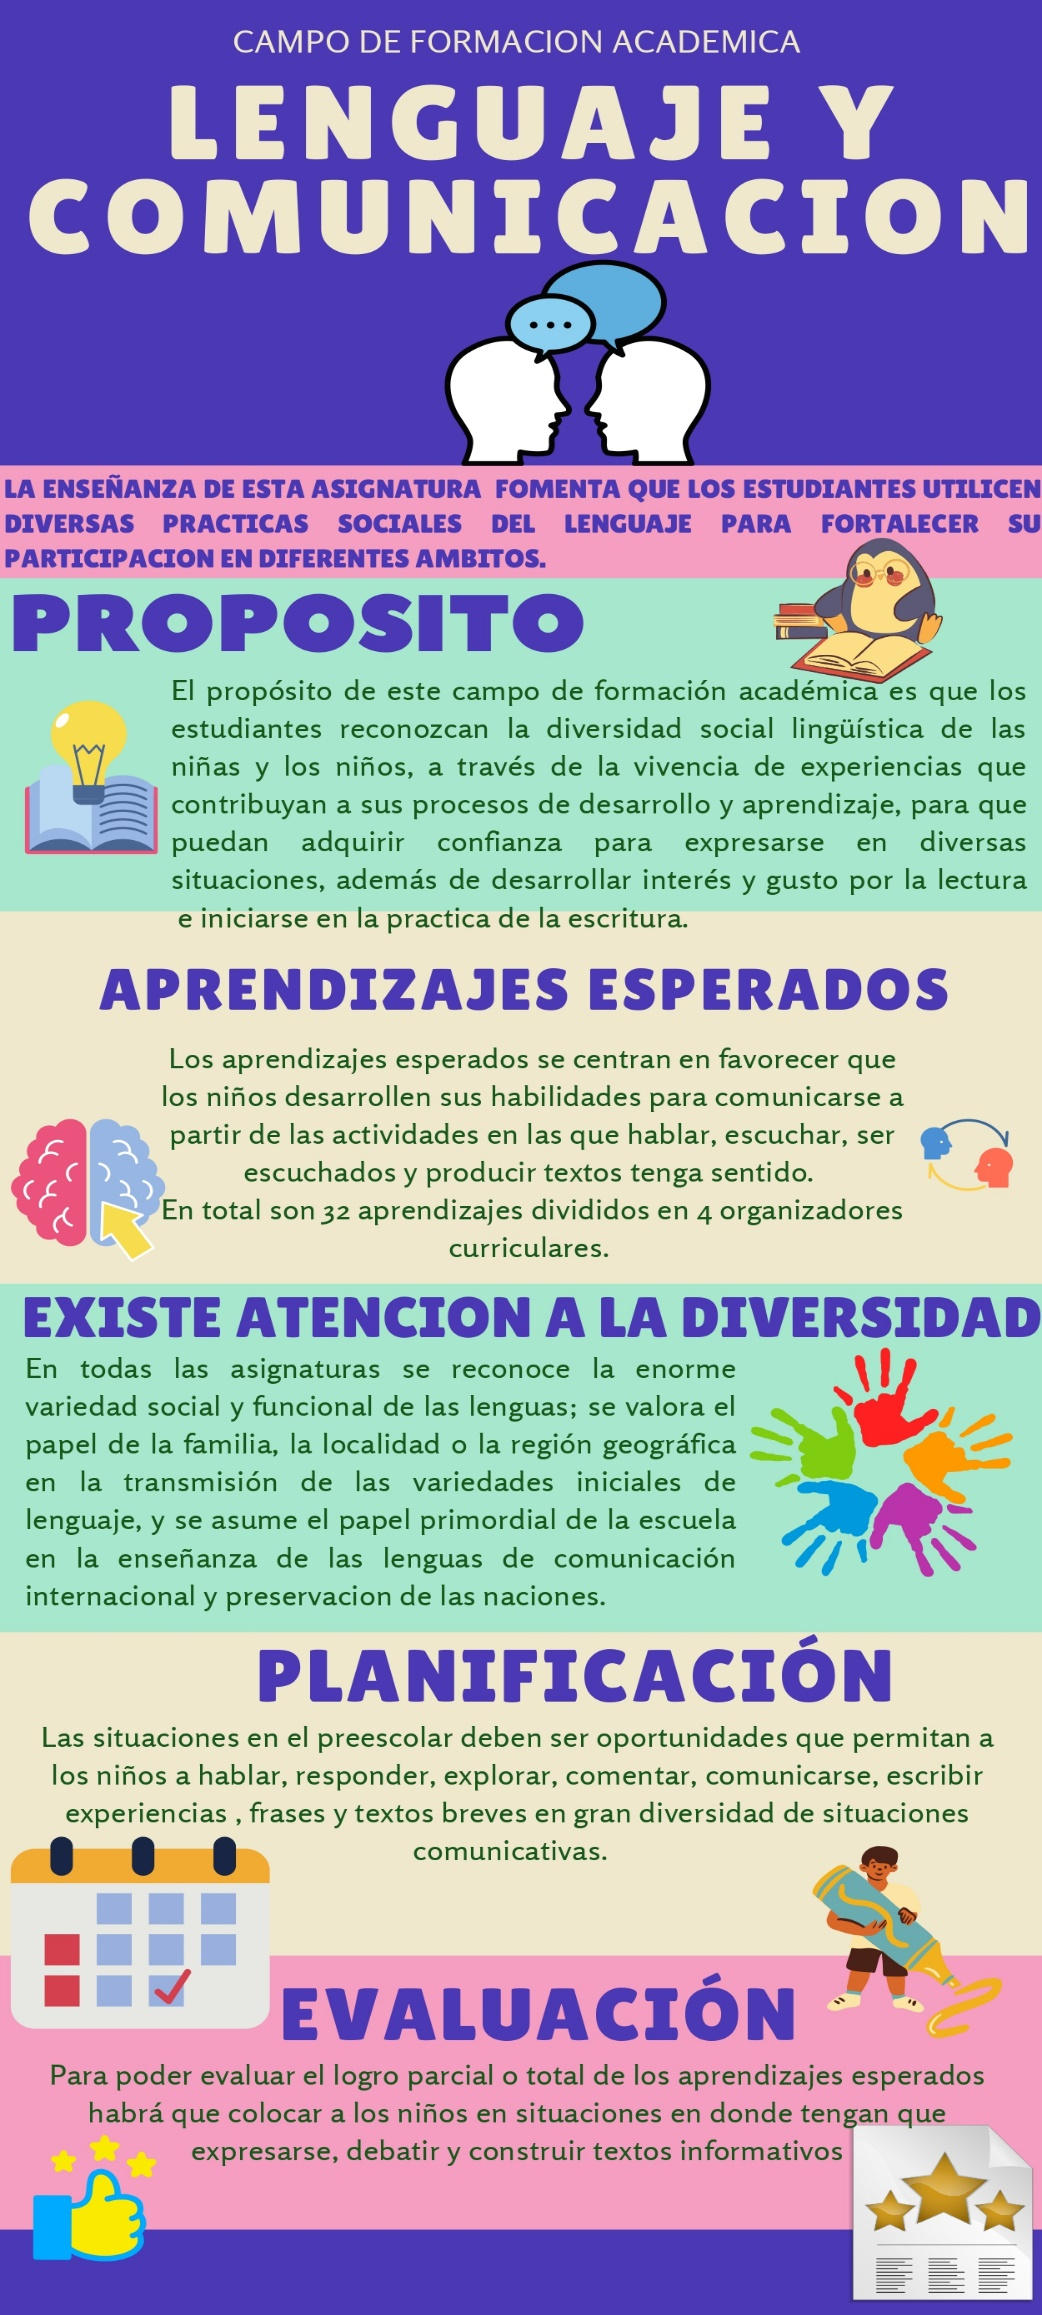 CAMPO DE FORMACION ACADEMICA
LENGUAJE Y
COMUNICACION
LA ENSEÑANZA DE ESTA ASIGNATURA FOMENTA QUE LOS ESTUDIANTES UTILICEN
DIVERSAS PRACTICAS SOCIALES DEL LENGUAJE PARA FORTALECER SU
PARTICIPACION EN DIFERENTES AMBITOS.
PROPOSITO
El propósito de este campo de formación académica es que los
estudiantes reconozcan la diversidad social lingüística de las
niñas y los niños, a través de la vivencia de experiencias que
contribuyan a sus procesos de desarrollo y aprendizaje, para que
puedan adquirir confianza para expresarse en diversas
situaciones, además de desarrollar interés y gusto por la lectura
e iniciarse en la practica de la escritura.
APRENDIZAJES ESPERADOS
Los aprendizajes esperados se centran en favorecer que
los niños desarrollen sus habilidades para comunicarse a
partir de las actividades en las que hablar, escuchar, ser
escuchados y producir textos tenga sentido.
En total son 32 aprendizajes divididos en 4 organizadores
curriculares.
EXISTE ATENCION A LA DIVERSIDAD
En todas las asignaturas se reconoce la enorme
variedad social y funcional de las lenguas; se valora el
papel de la familia, la localidad o la región geográfica
en la transmisión de las variedades iniciales de
lenguaje, y se asume el papel primordial de la escuela
en la enseñanza de las lenguas de comunicación
internacional y preservacion de las naciones.
PLANIFICACIÓN
Las situaciones en el preescolar deben ser oportunidades que permitan a
los niños a hablar, responder, explorar, comentar, comunicarse, escribir
experiencias , frases y textos breves en gran diversidad de situaciones
comunicativas.
EVALUACIÓN
Para poder evaluar el logro parcial o total de los aprendizajes esperados
habrá que colocar a los niños en situaciones en donde tengan que
expresarse, debatir y construir textos informativos